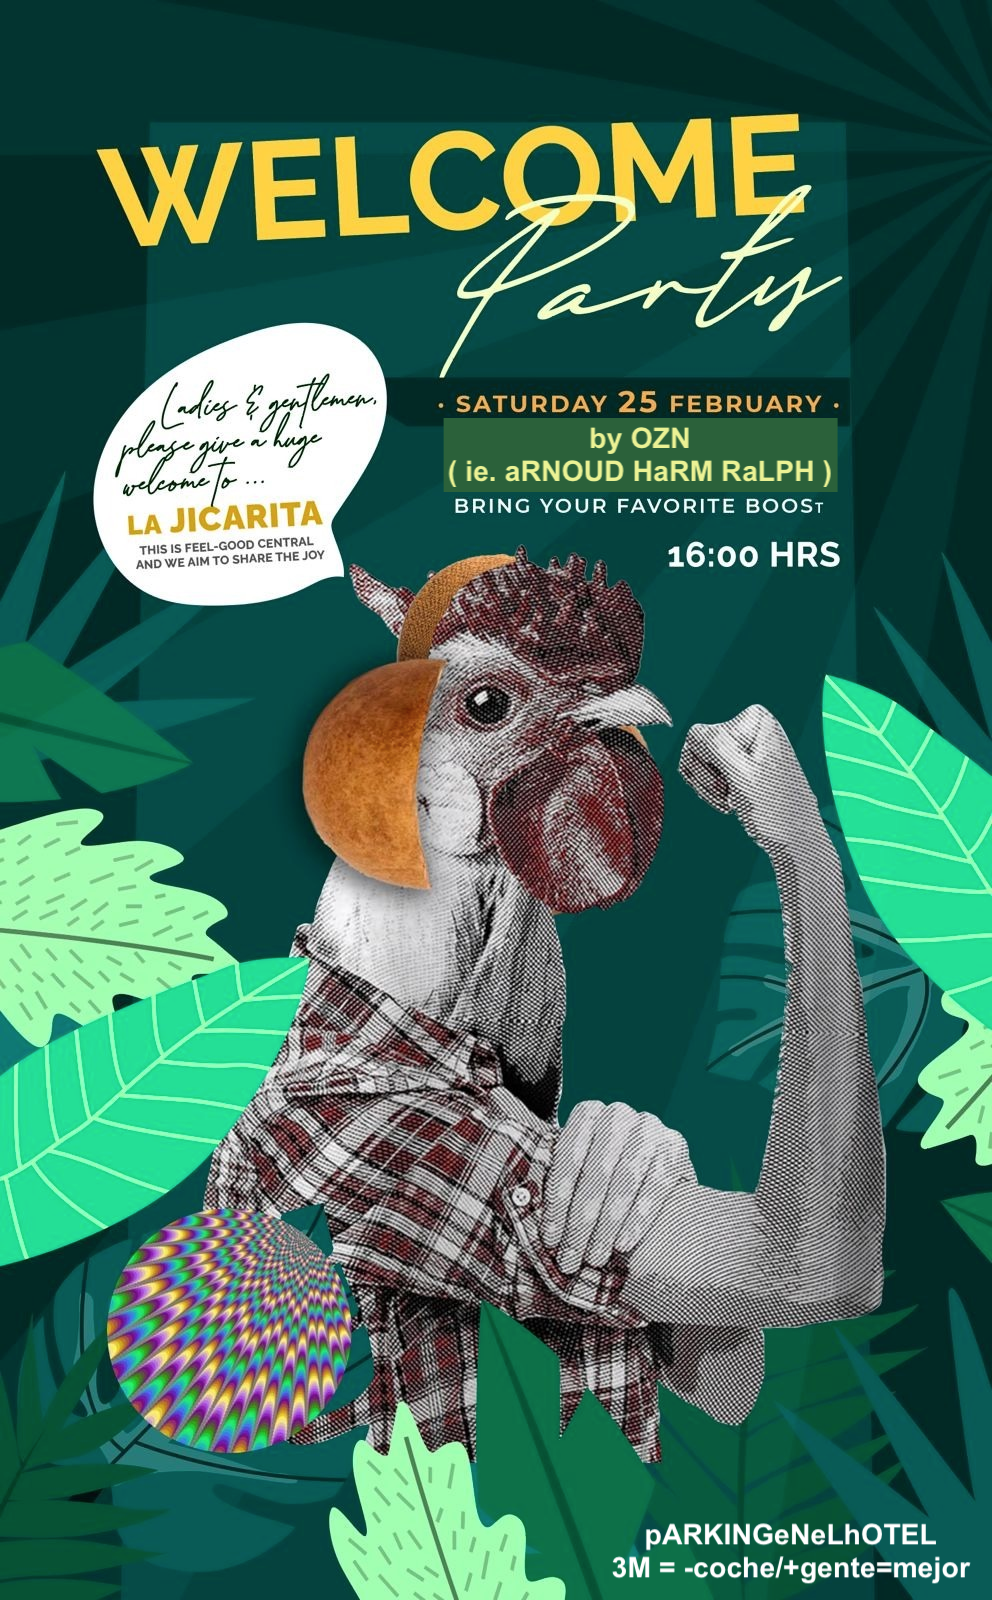 WELCOME
Party
Ladies & gentlemen,
please give a huge
welcome to ...
LA JICARITA
THIS IS FEEL-GOOD CENTRAL
AND WE AIM TO SHARE THE JOY
· SATURDAY 25 FEBRUARY ·
by OZN
( ie. aRNOUD HaRM RaLPH )
BRING YOUR FAVORITE BOOST
16:00 HRS
pARKINGeNeLhOTEL
3M = -coche/+gente=mejor